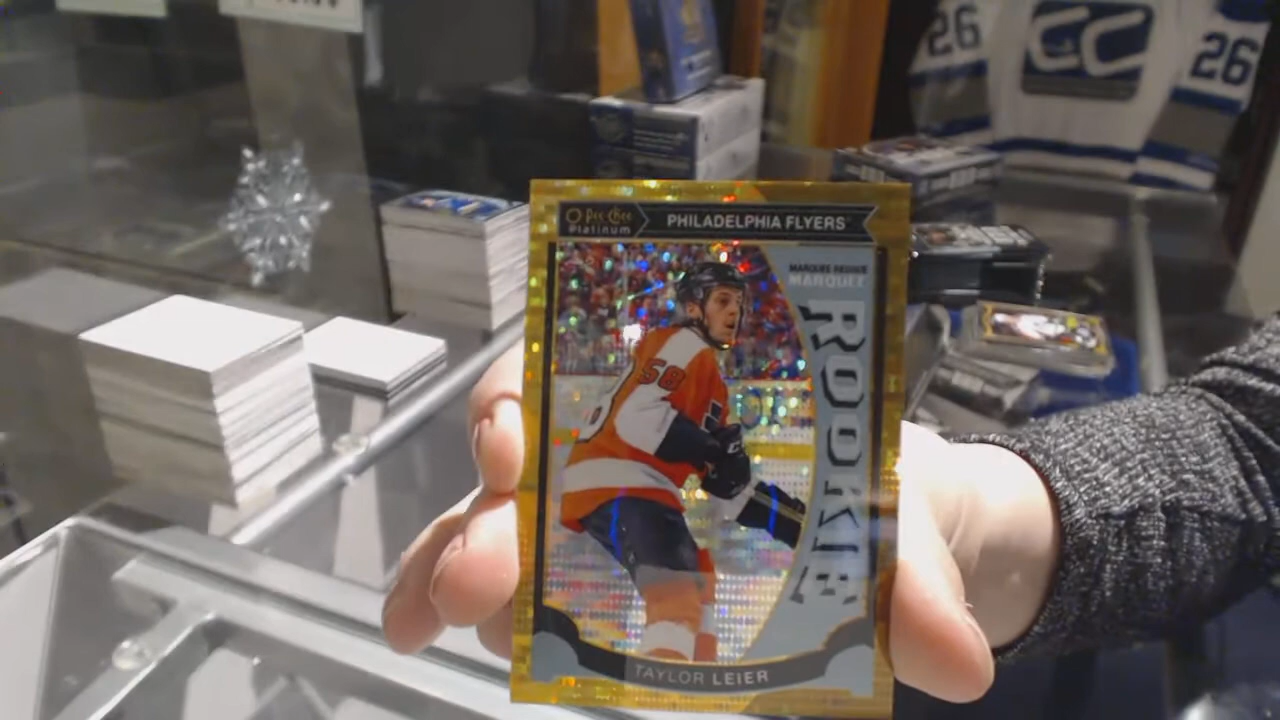 O-Pee-Chee
Platinum
PHILADELPHIA FLYERS
MARQUEE ROOKIE
MARQUEE
ROOKIE
58
TAYLOR LEIER
26
26